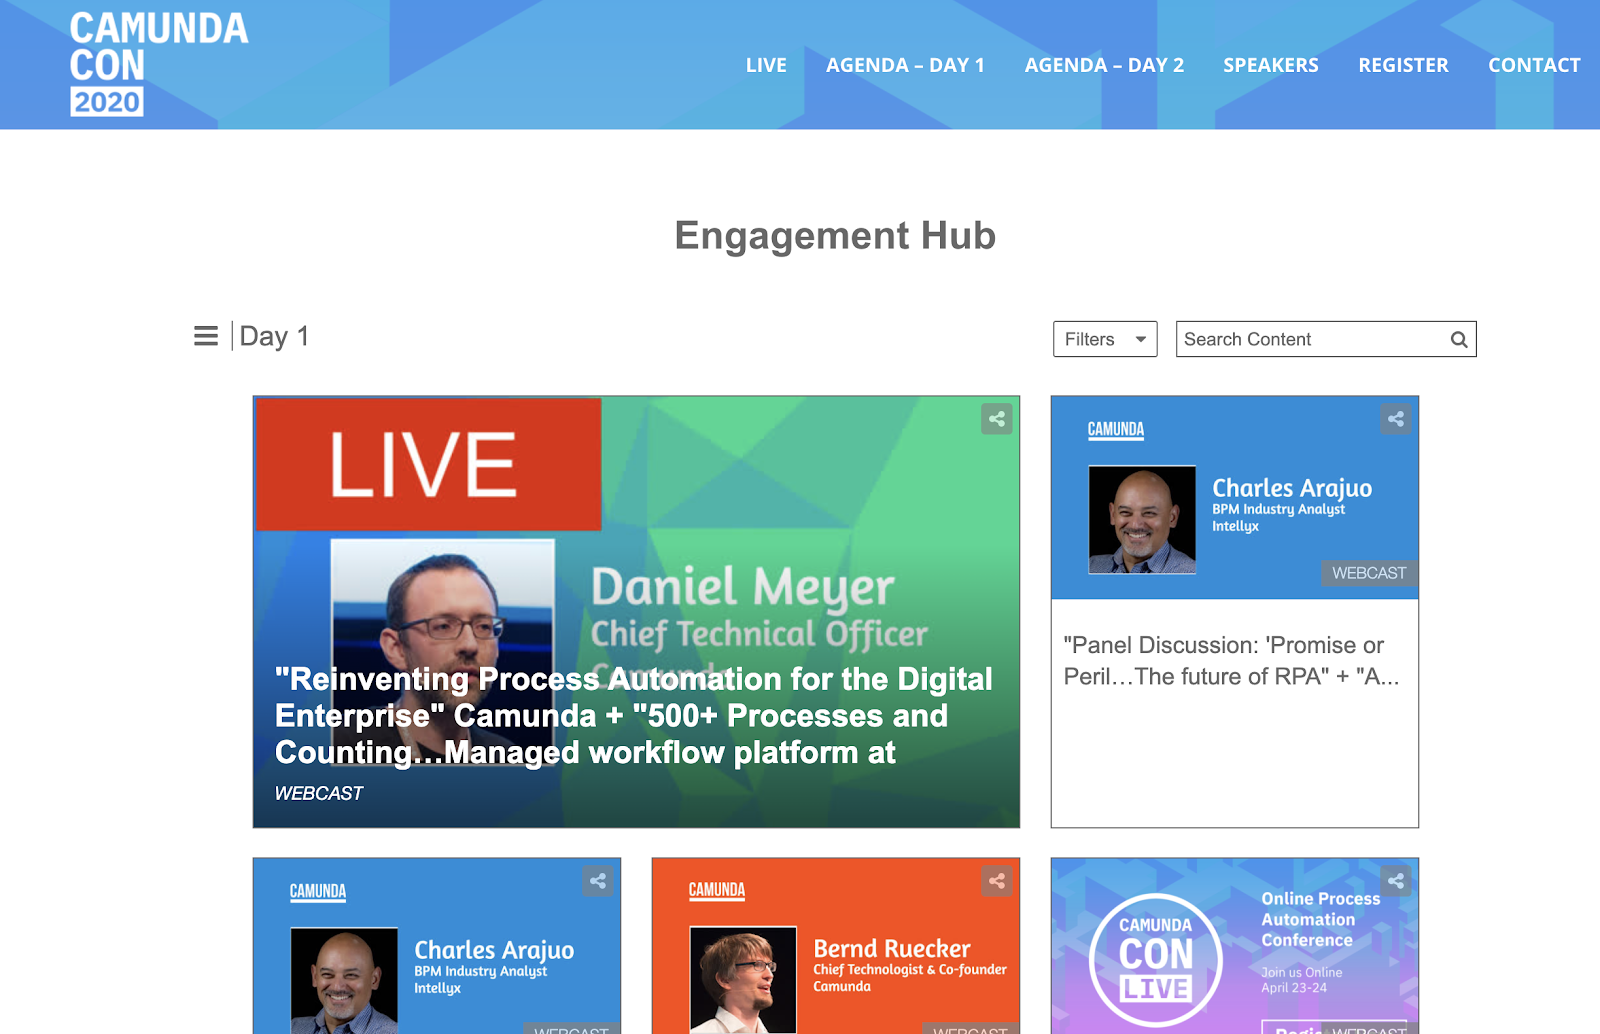 CAMUNDA
CON
2020
LIVE
AGENDA – DAY 1
AGENDA – DAY 2
SPEAKERS
REGISTER
CONTACT
Engagement Hub
Day 1
Filters
Search Content
LIVE
Daniel Meyer
Chief Technical Officer
Camunda
"Reinventing Process Automation for the Digital
Enterprise" Camunda + "500+ Processes and
Counting…Managed workflow platform at
WEBCAST
CAMUNDA
Charles Arajuo
BPM Industry Analyst
Intellyx
WEBCAST
"Panel Discussion: 'Promise or
Peril…The future of RPA" + "A...
CAMUNDA
Charles Arajuo
BPM Industry Analyst
Intellyx
WEBCAST
CAMUNDA
Bernd Ruecker
Chief Technologist & Co-founder
Camunda
WEBCAST
CAMUNDA
CON
LIVE
Online Process
Automation
Conference
Join us Online
April 23-24
WEBCAST